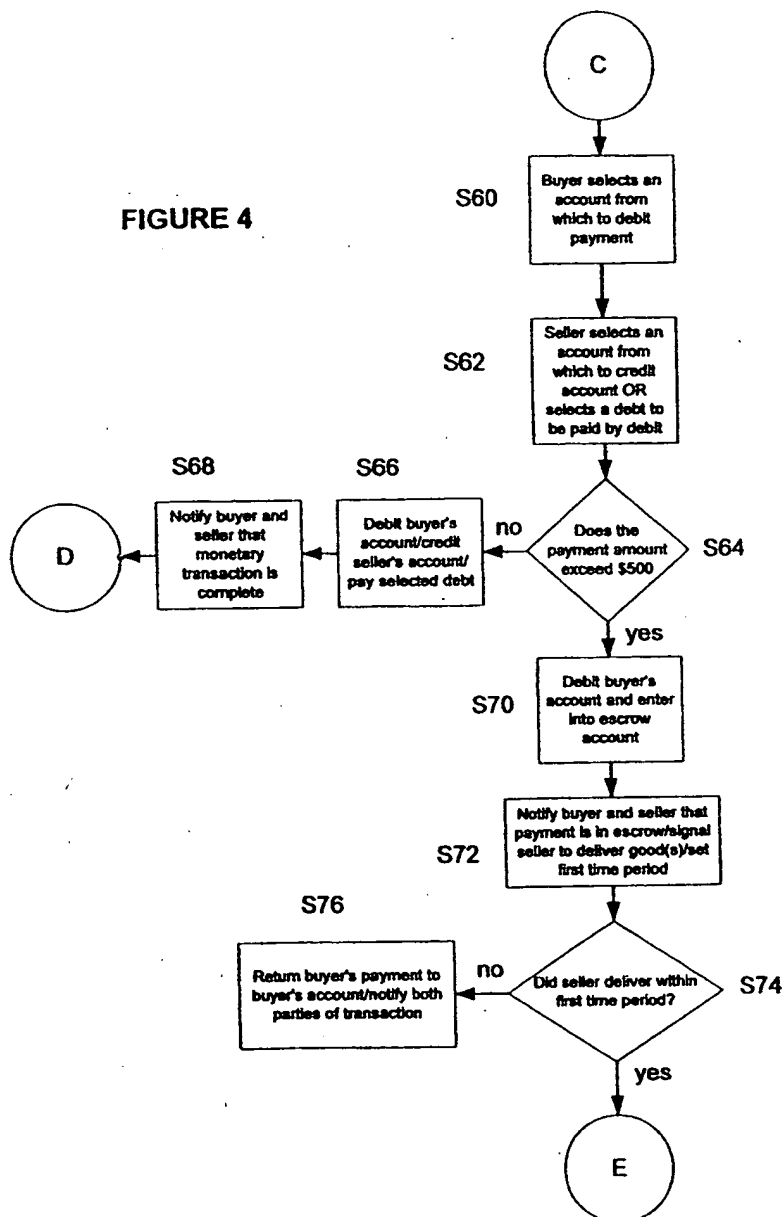 C
FIGURE 4
S60
Buyer selects an
account from
which to debit
payment
S62
Seller selects an
account from
which to credit
account OR
selects a debt to
be paid by debit
S68
S66
D
Notify buyer and
seller that
monetary
transaction is
complete
Debit buyer's
account/credit
seller's account/
pay selected debt
no
Does the
payment amount
exceed $500
S64
yes
S70
Debit buyer's
account and enter
into escrow
account
S72
Notify buyer and seller that
payment is in escrow/signal
seller to deliver good(s)/set
first time period
S76
Return buyer's payment to
buyer's account/notify both
parties of transaction
no
Did seller deliver within
first time period?
S74
yes
E